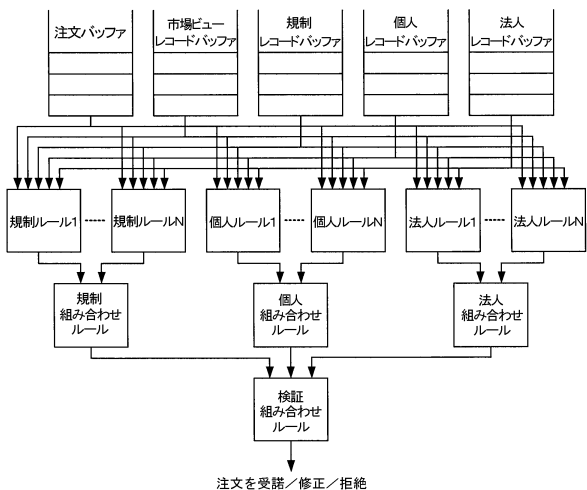 注文バッファ
市場ビュー
レコードバッファ
規制
レコードバッファ
個人
レコードバッファ
法人
レコードバッファ
規制ルール1
規制ルールN
個人ルール1
個人ルールN
法人ルール1
法人ルールN
規制
組み合わせ
ルール
個人
組み合わせ
ルール
法人
組み合わせ
ルール
検証
組み合わせ
ルール
注文を受諾／修正／拒絶